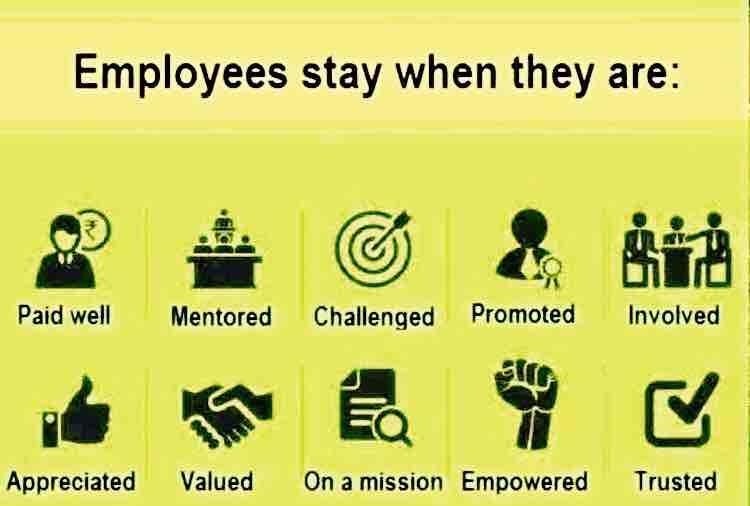 Employees stay when they are:
₹
Paid well
Mentored
Challenged
Promoted
Involved
Appreciated
Valued
On a mission
Empowered
Trusted